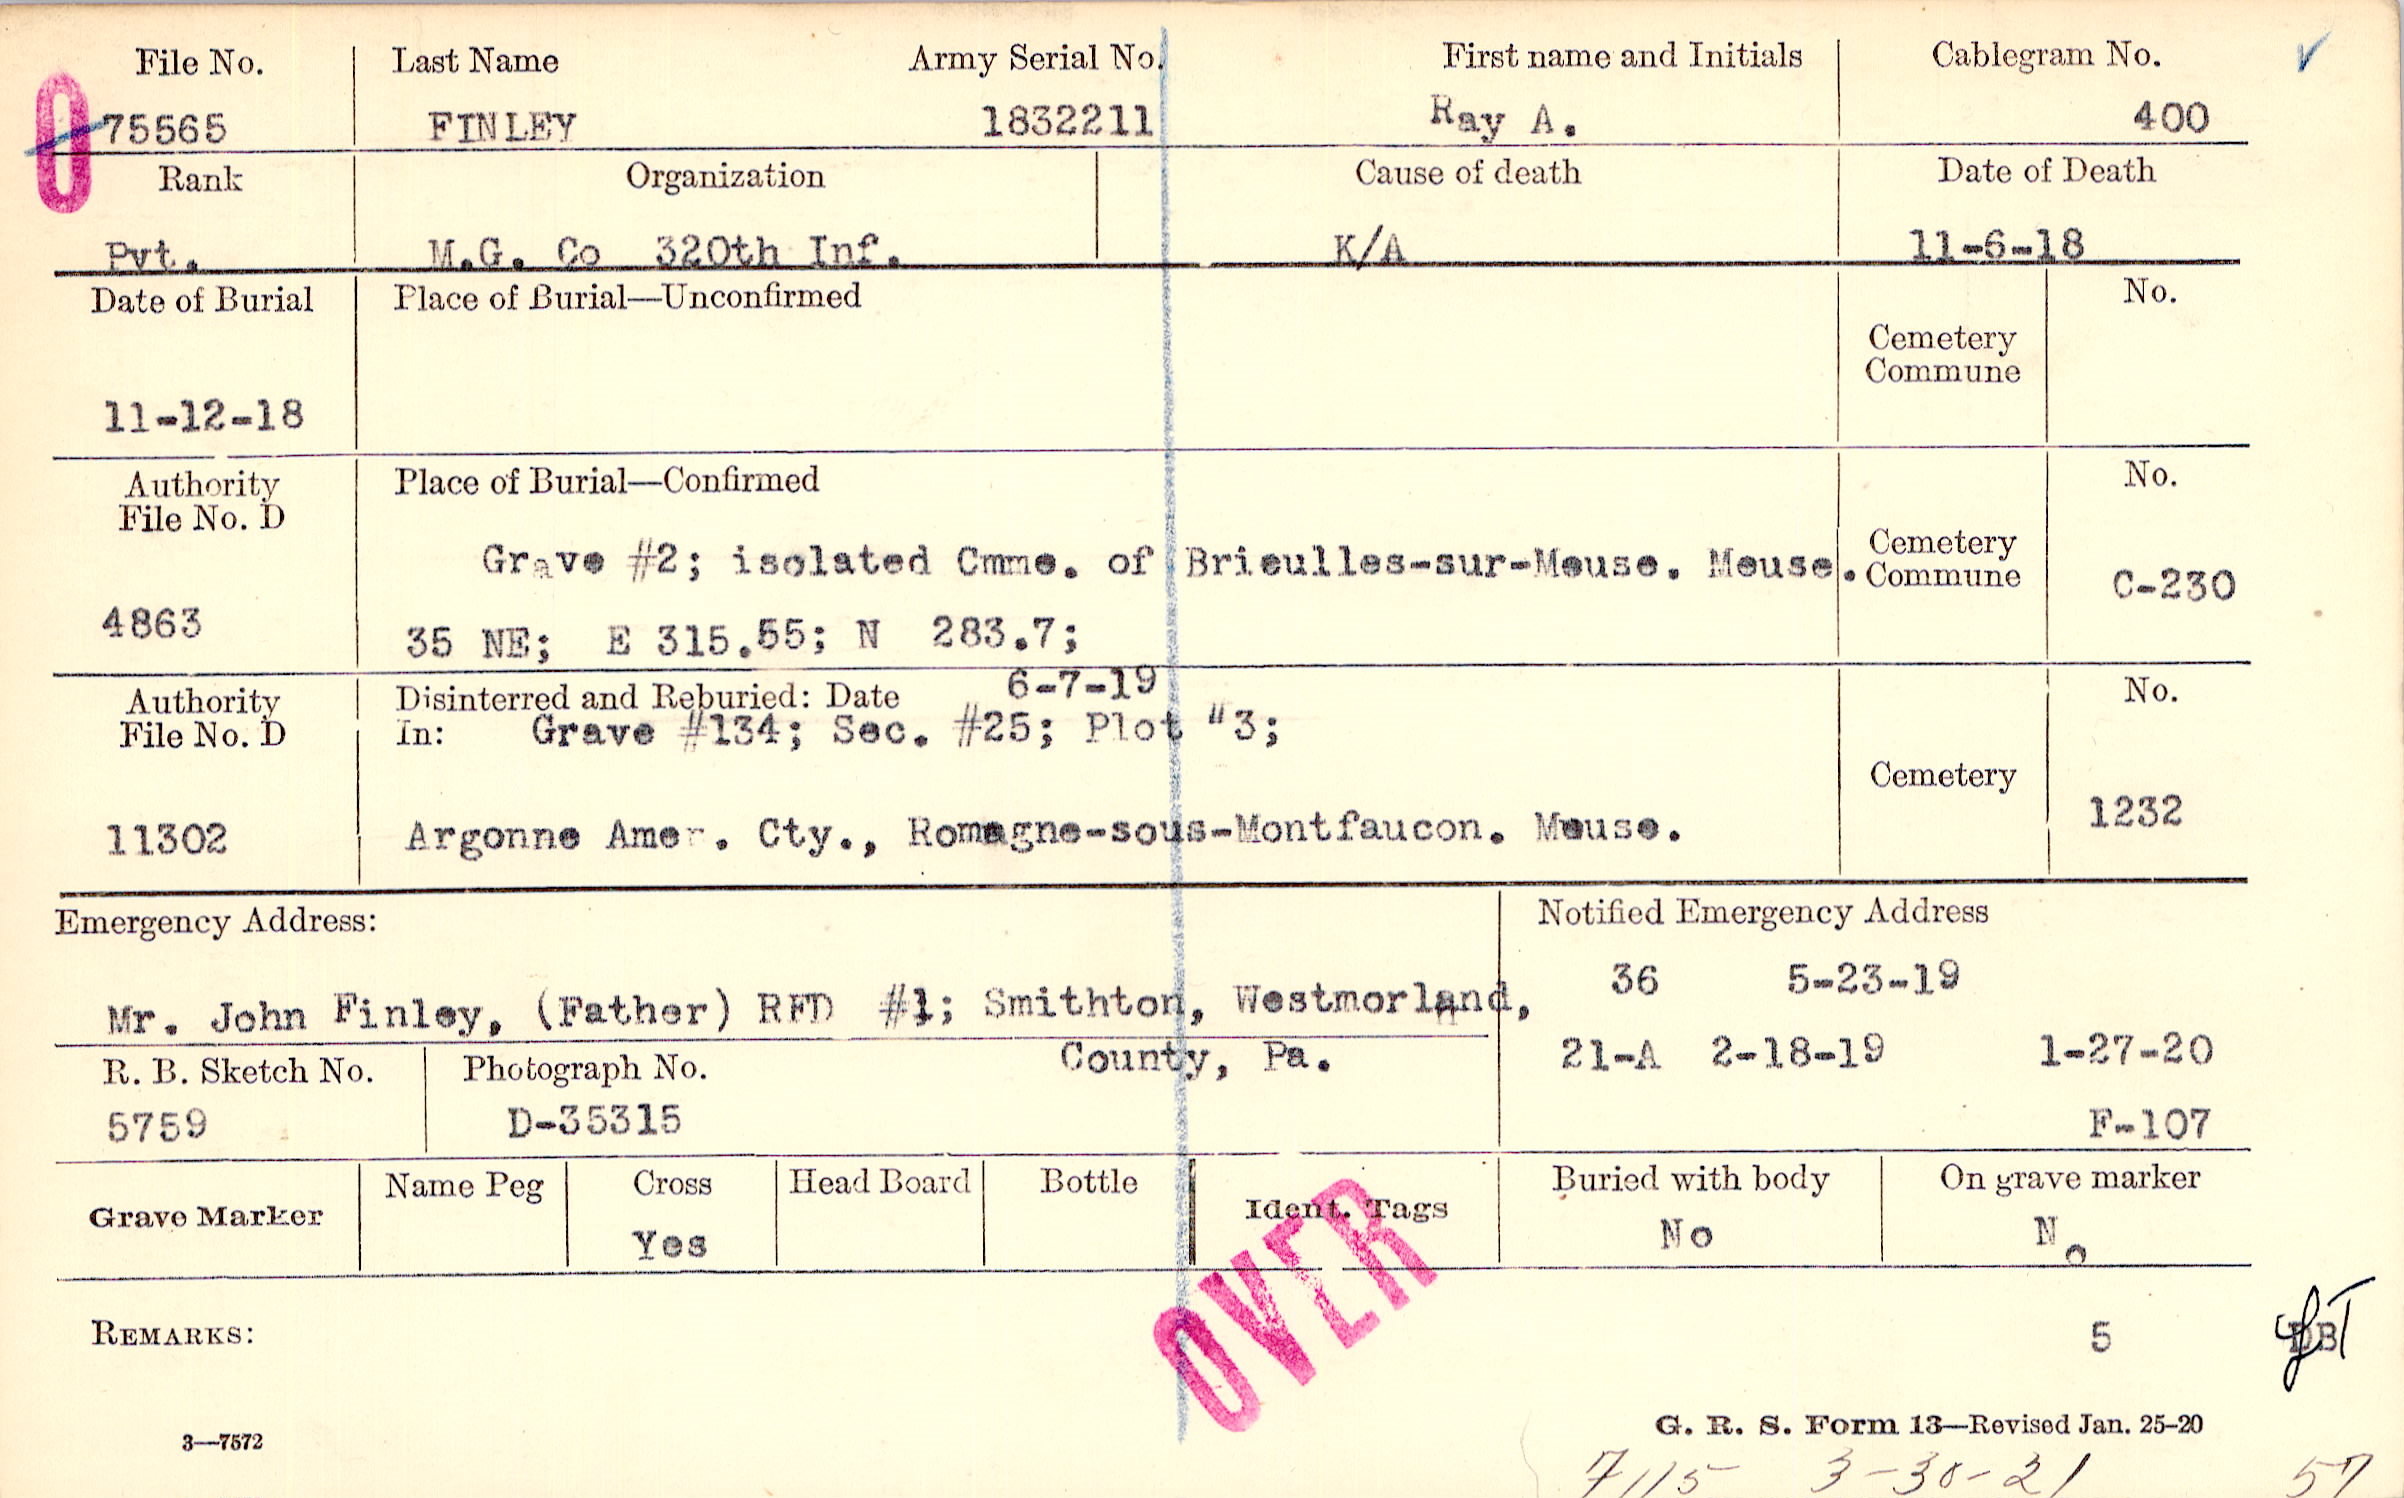 File No. Last Name Army Serial No. First name and Initials Cablegram No.
75565 FINLEY 1832211 Ray A. 400
Rank Organization Cause of death Date of Death
Pvt. M.G. Co 320th Inf. K/A 11-6-18
Date of Burial Place of Burial—Unconfirmed No.
Cemetery
Commune
11-12-18
Authority Place of Burial—Confirmed No.
File No. D
Grave #2; isolated Cmne. of Brieulles-sur-Meuse. Meuse. Cemetery
Commune C-230
4863 35 NE; E 315.55; N 283.7;
Authority Disinterred and Reburied: Date 6-7-19 No.
File No. D In: Grave #134; Sec. #25; Plot "3;
Cemetery
11302 Argonne Amer. Cty., Romagne-sous-Montfaucon. Meuse. 1232
Emergency Address: Notified Emergency Address
36 5-23-19
Mr. John Finley, (Father) RFD #1; Smithton, Westmorland,
County, Pa. 21-A 2-18-19 1-27-20
R. B. Sketch No. Photograph No.
5759 D-35315 F-107
Grave Marker Name Peg Cross Head Board Bottle Ident. Tags Buried with body On grave marker
Yes No No
OVER
REMARKS: 5
3—7572 G. R. S. Form 13—Revised Jan. 25-20
7115 3-30-21 57